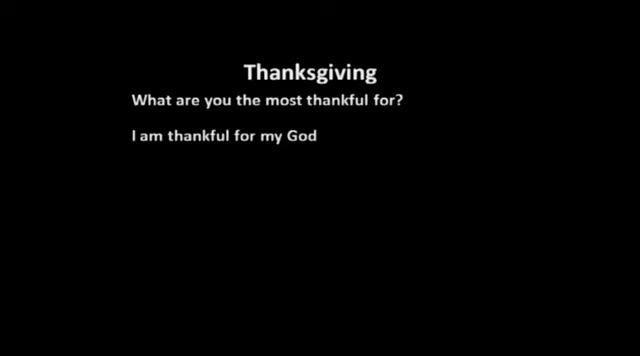 Thanksgiving
What are you the most thankful for?
I am thankful for my God